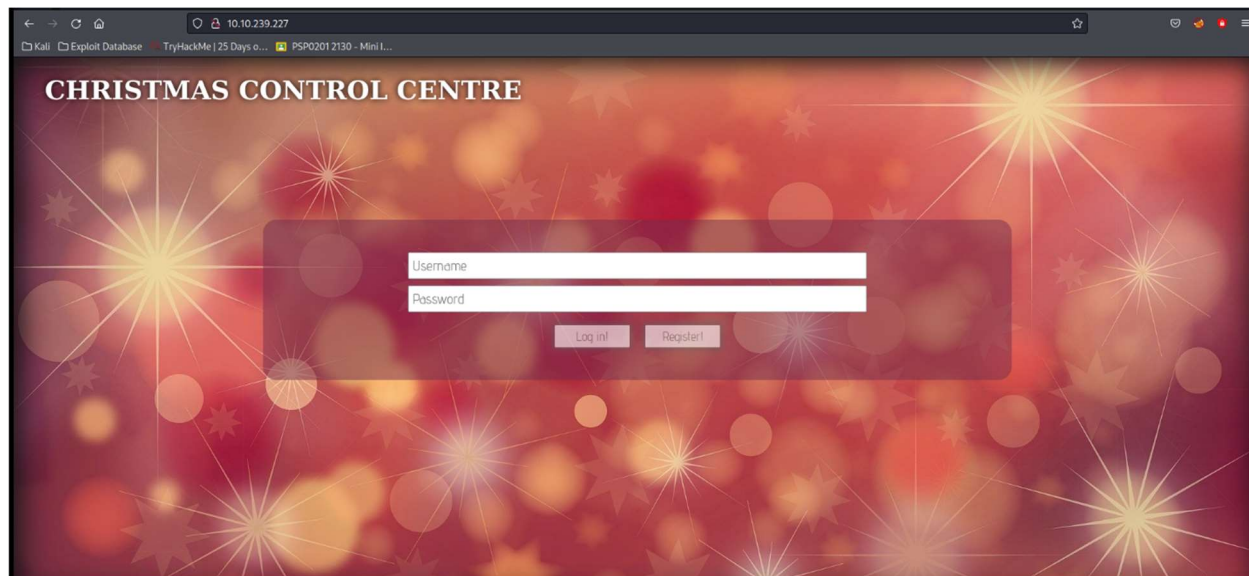 10.10.239.227
Kali Exploit Database TryHackMe | 25 Days o... PSP0201 2130 - Mini I...
CHRISTMAS CONTROL CENTRE
Username
Password
Log in! Register!